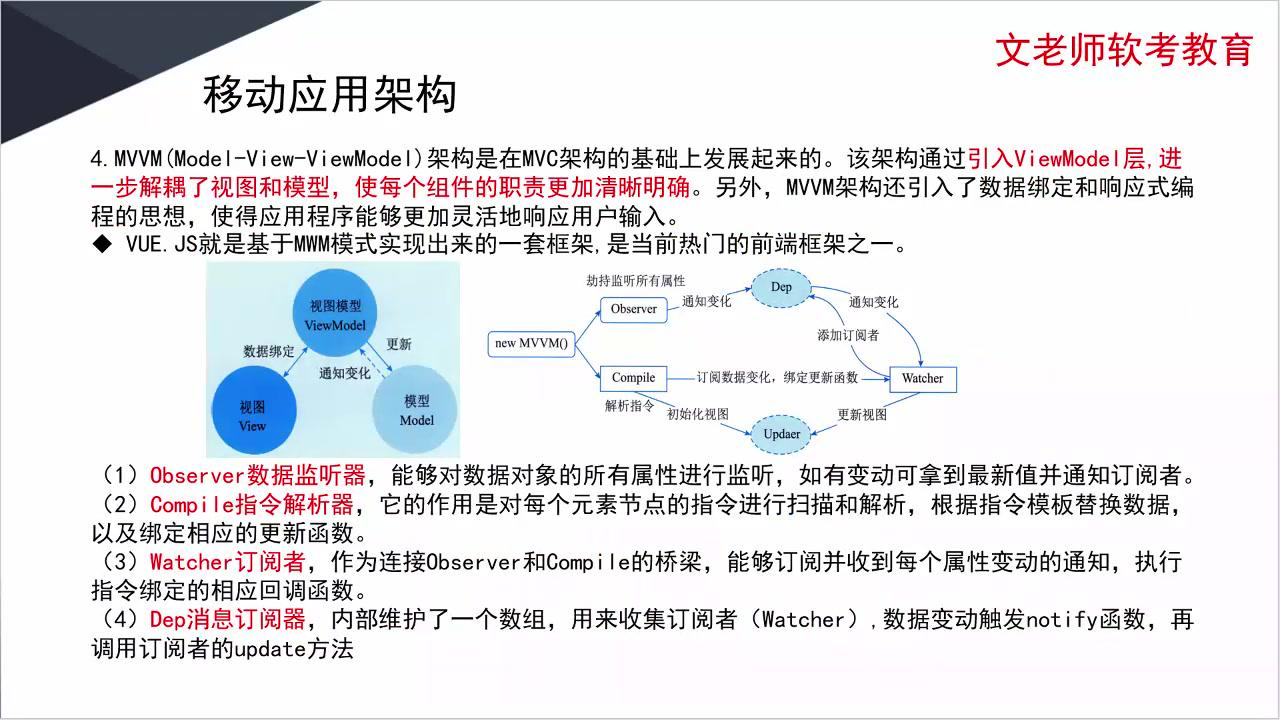 文老师软考教育
移动应用架构
4.MVVM(Model-View-ViewModel)架构是在MVC架构的基础上发展起来的。该架构通过引入ViewModel层,进
一步解耦了视图和模型，使每个组件的职责更加清晰明确。另外，MVVM架构还引入了数据绑定和响应式编
程的思想，使得应用程序能够更加灵活地响应用户输入。
◆ VUE.JS就是基于MWM模式实现出来的一套框架,是当前热门的前端框架之一。
视图模型
ViewModel
数据绑定
更新
通知变化
视图
View
模型
Model
劫持监听所有属性
Observer
通知变化
Dep
通知变化
添加订阅者
new MVVM()
Compile
订阅数据变化，绑定更新函数
Watcher
解析指令
初始化视图
更新视图
Updaer
（1）Observer数据监听器，能够对数据对象的所有属性进行监听，如有变动可拿到最新值并通知订阅者。
（2）Compile指令解析器，它的作用是对每个元素节点的指令进行扫描和解析，根据指令模板替换数据，
以及绑定相应的更新函数。
（3）Watcher订阅者，作为连接Observer和Compile的桥梁，能够订阅并收到每个属性变动的通知，执行
指令绑定的相应回调函数。
（4）Dep消息订阅器，内部维护了一个数组，用来收集订阅者（Watcher）,数据变动触发notify函数，再
调用订阅者的update方法